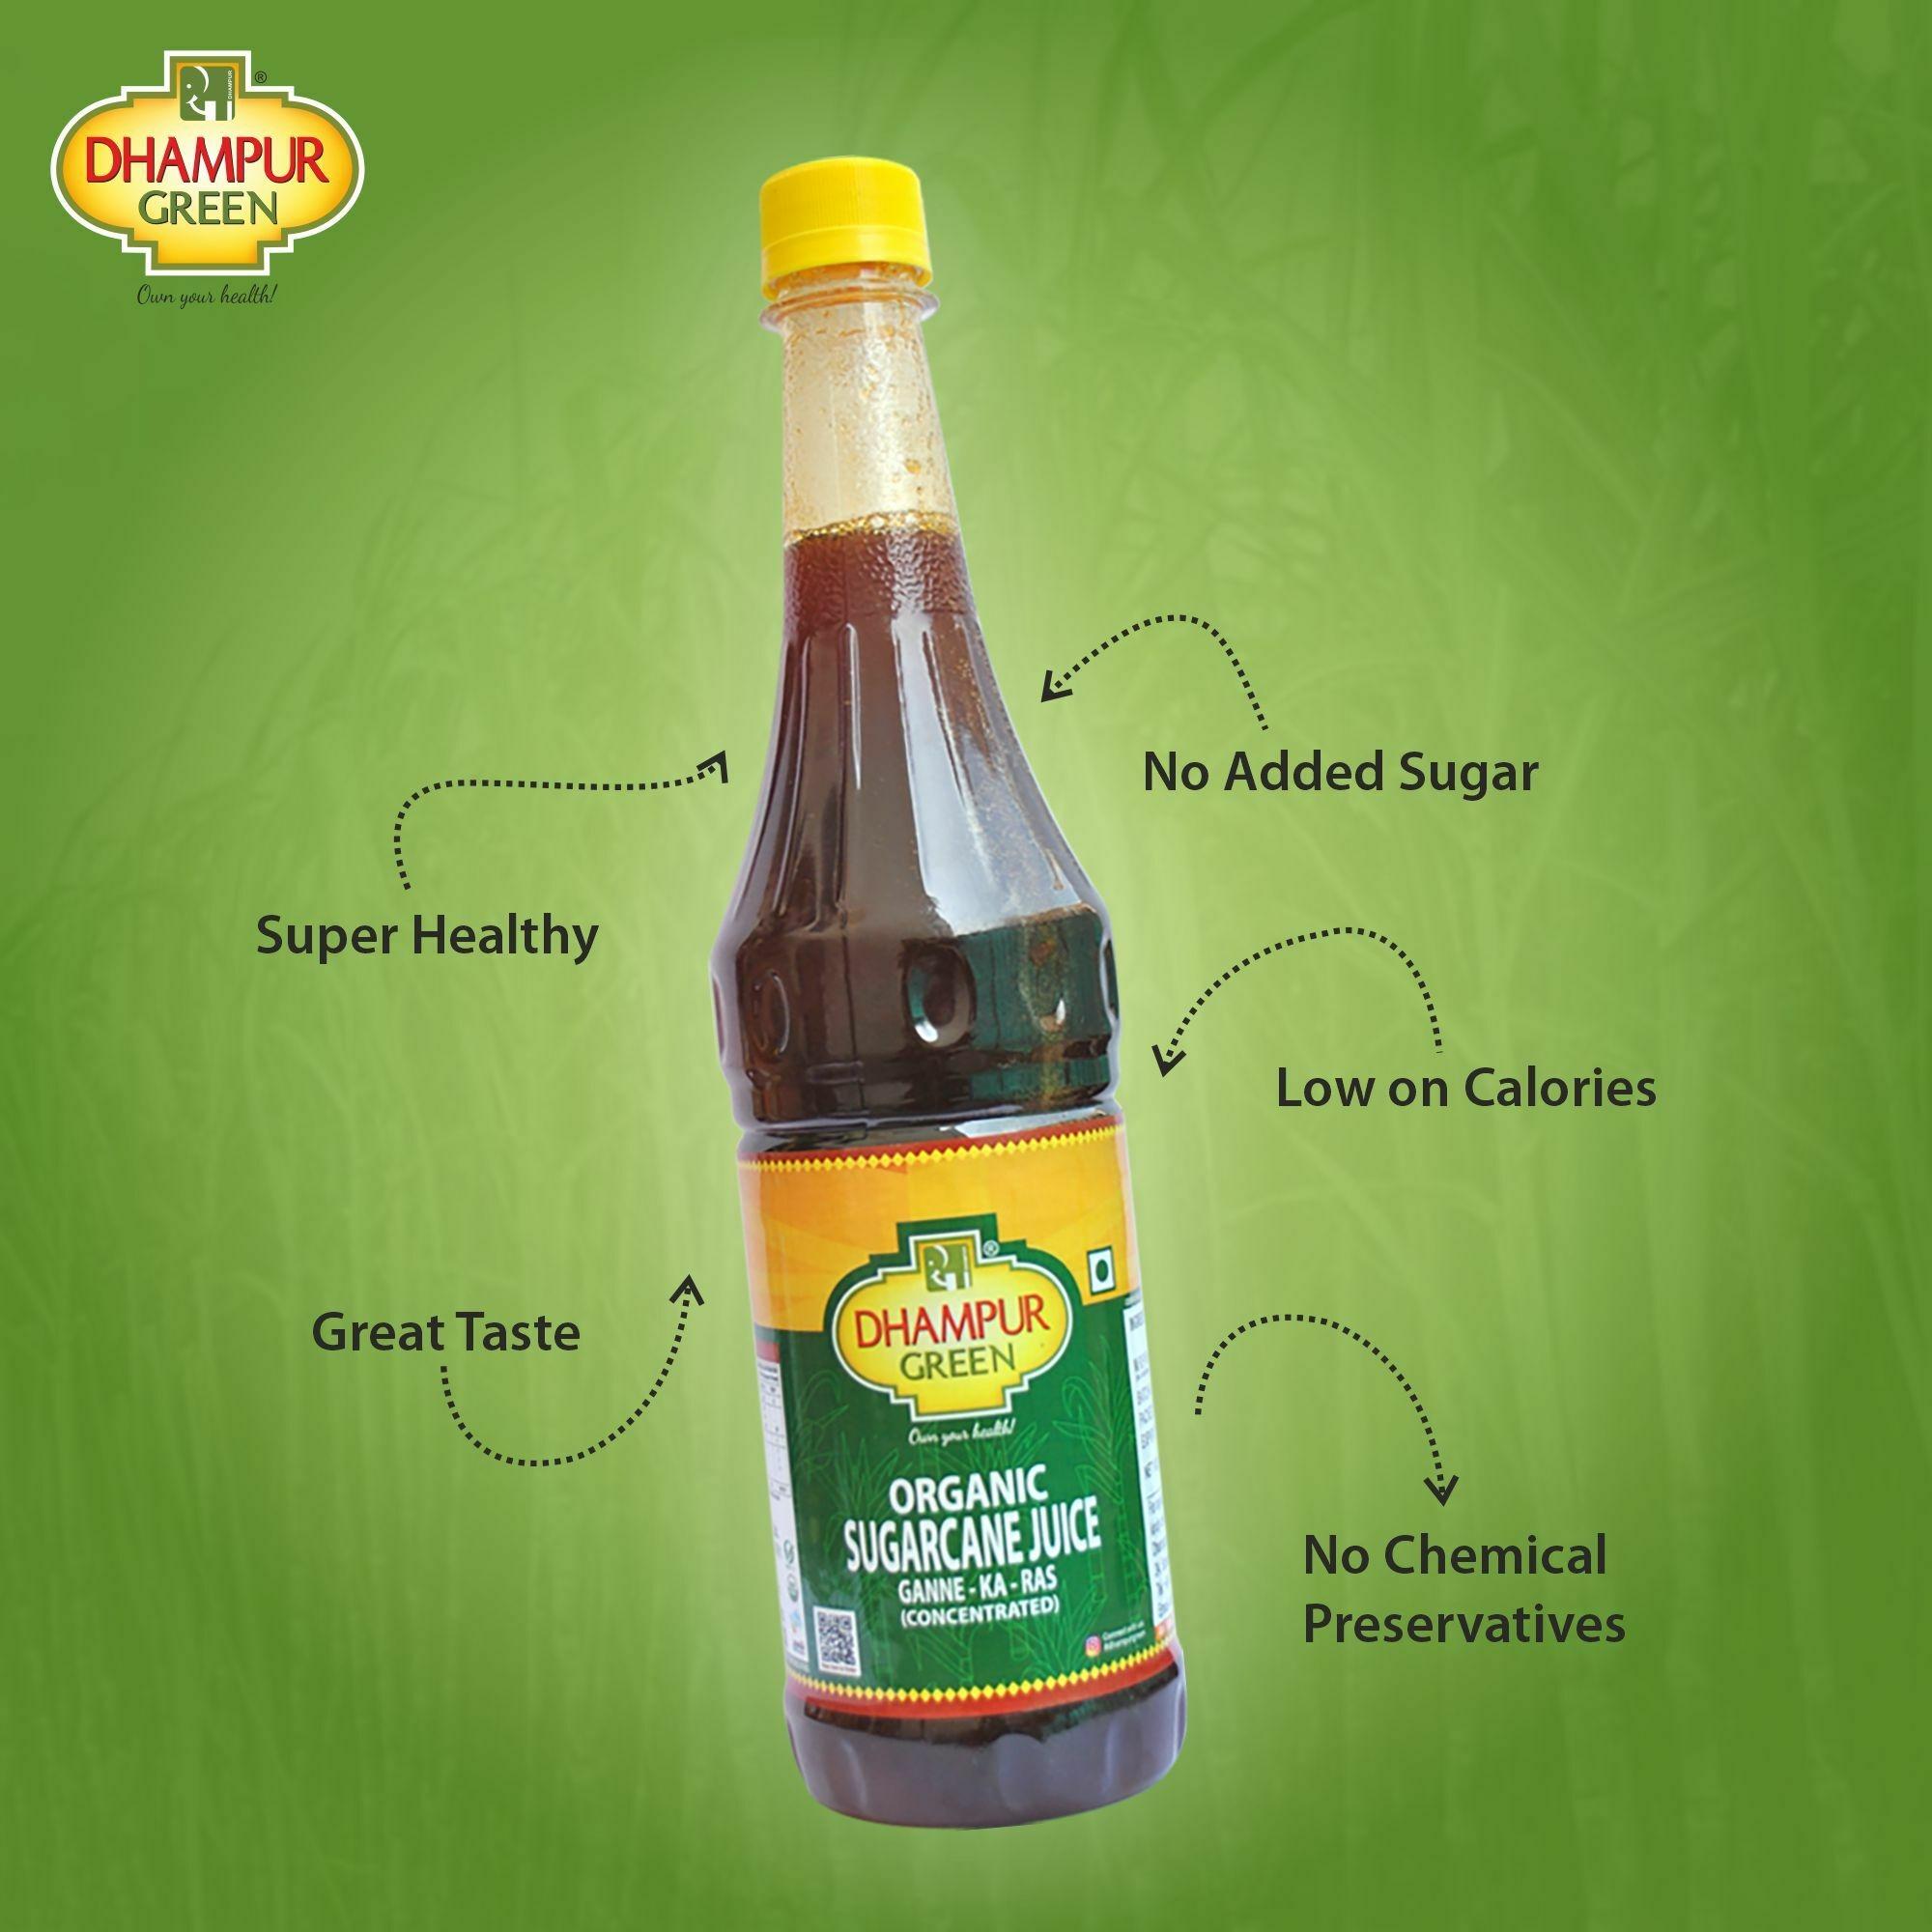 DHAMPUR
®
DHAMPUR
GREEN
Own your health!
No Added Sugar
Super Healthy
Low on Calories
Great Taste
No Chemical
Preservatives
®
DHAMPUR
GREEN
Own your health!
ORGANIC
SUGARCANE JUICE
GANNE - KA - RAS
(CONCENTRATED)